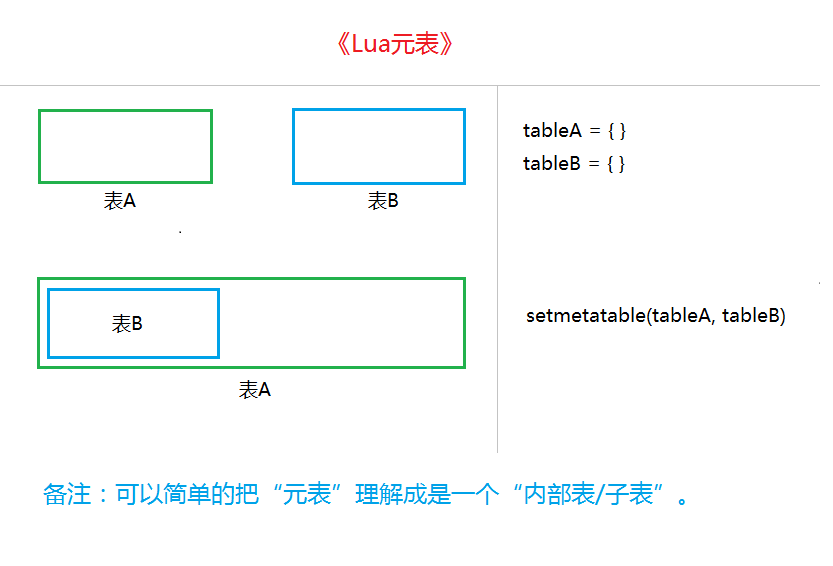 《Lua元表》
tableA = { }
tableB = { }
表A
表B
表B
setmetatable(tableA, tableB)
表A
备注：可以简单的把“元表”理解成是一个“内部表/子表”。